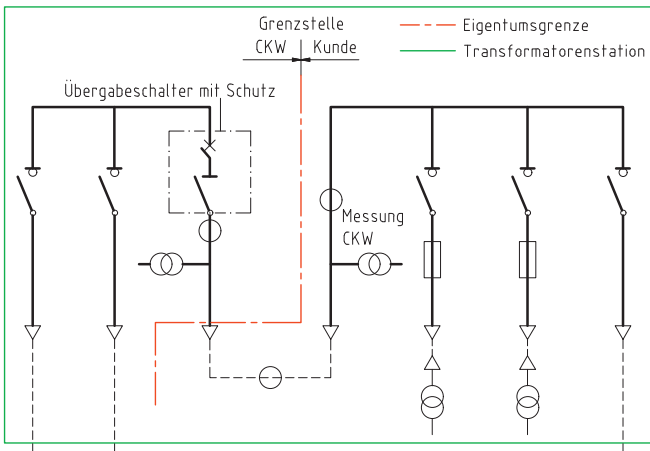 Grenzstelle
CKW Kunde
Eigentumsgrenze
Transformatorenstation
Übergabeschalter mit Schutz
Messung
CKW